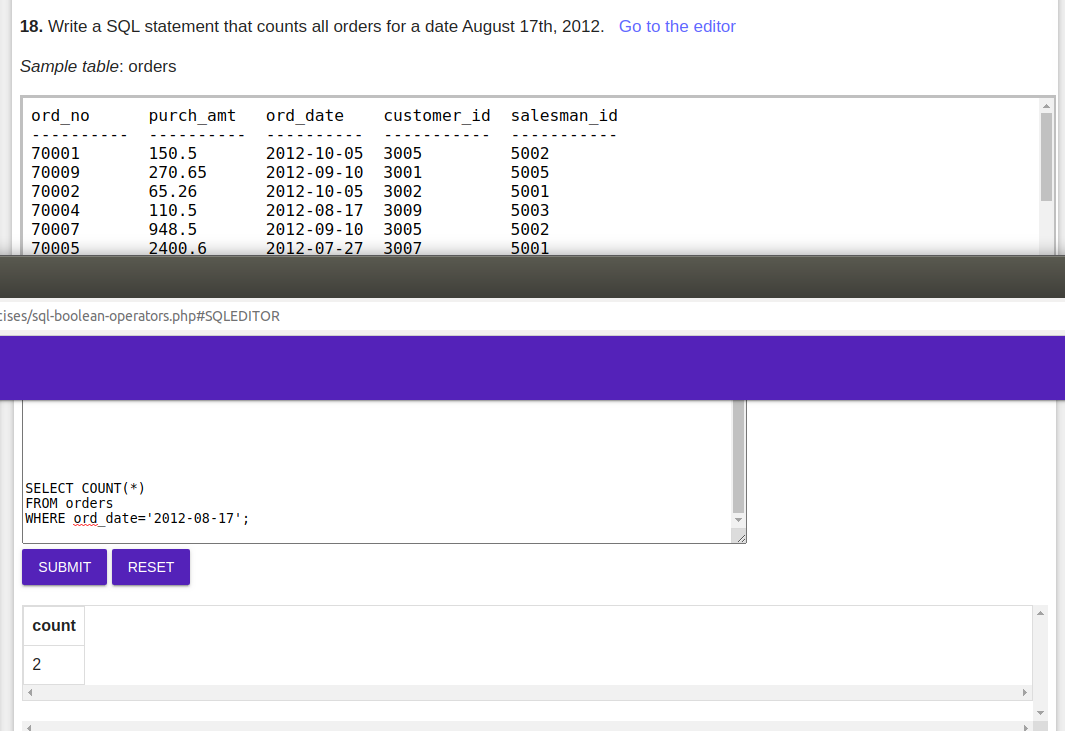 18. Write a SQL statement that counts all orders for a date August 17th, 2012. Go to the editor
Sample table: orders
ord_no purch_amt ord_date customer_id salesman_id
---------- ---------- ---------- ----------- -----------
70001 150.5 2012-10-05 3005 5002
70009 270.65 2012-09-10 3001 5005
70002 65.26 2012-10-05 3002 5001
70004 110.5 2012-08-17 3009 5003
70007 948.5 2012-09-10 3005 5002
70005 2400.6 2012-07-27 3007 5001
cises/sql-boolean-operators.php#SQLEDITOR
SELECT COUNT(*)
FROM orders
WHERE ord_date='2012-08-17';
SUBMIT RESET
count
2